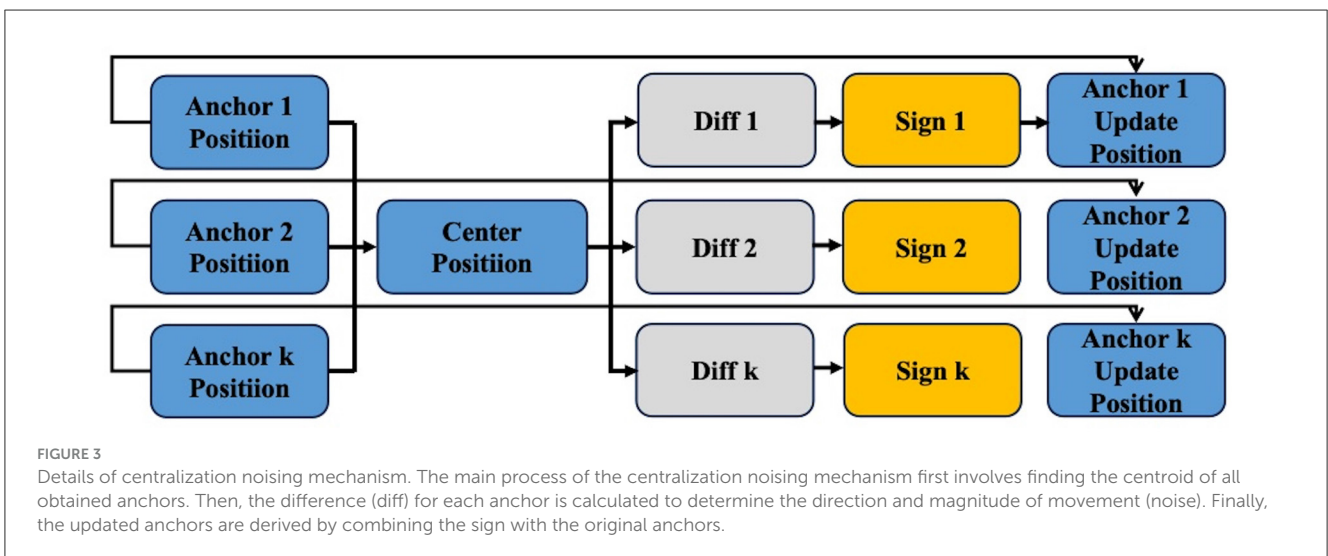 Anchor 1
Positiion
Diff 1
Sign 1
Anchor 1
Update
Position
Anchor 2
Positiion
Center
Positiion
Diff 2
Sign 2
Anchor 2
Update
Position
Anchor k
Positiion
Diff k
Sign k
Anchor k
Update
Position
FIGURE 3
Details of centralization noising mechanism. The main process of the centralization noising mechanism first involves finding the centroid of all
obtained anchors. Then, the difference (diff) for each anchor is calculated to determine the direction and magnitude of movement (noise). Finally,
the updated anchors are derived by combining the sign with the original anchors.